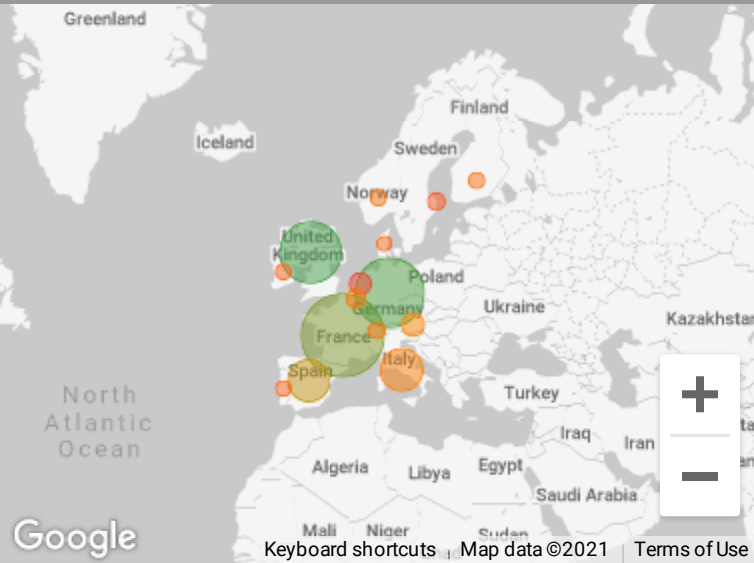 Greenland
Finland
Iceland
Sweden
Norway
United
Kingdom
Poland
Germany
Ukraine
Kazakhstan
France
Italy
Spain
North
Atlantic
Ocean
Turkey
Iraq
Iran
Algeria
Libya
Egypt
Saudi Arabia
Mali
Niger
Sudan
Google
Keyboard shortcuts
Map data ©2021
Terms of Use